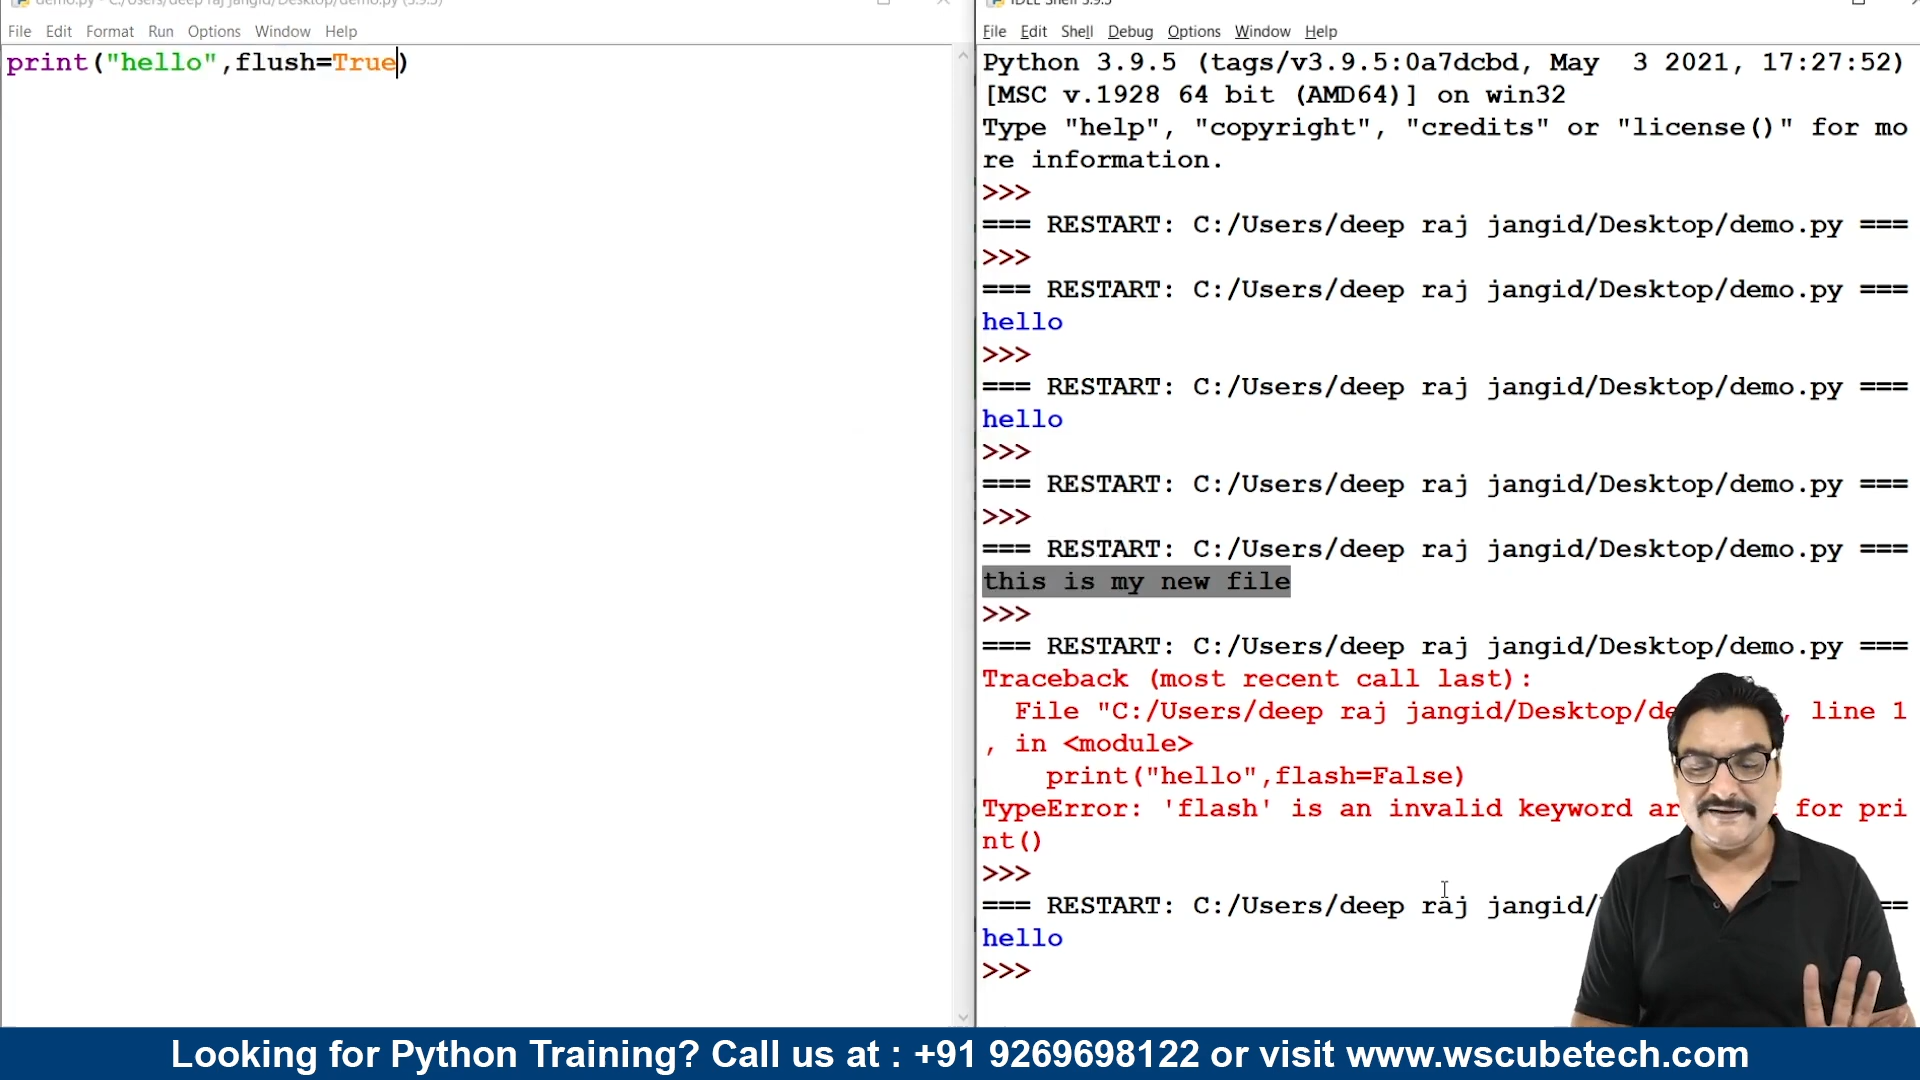 demo.py - C:/Users/deep raj jangid/Desktop/demo.py (3.9.5)
File Edit Format Run Options Window Help
print("hello",flush=True)
IDLE Shell 3.9.5
File Edit Shell Debug Options Window Help
Python 3.9.5 (tags/v3.9.5:0a7dcbd, May  3 2021, 17:27:52)
[MSC v.1928 64 bit (AMD64)] on win32
Type "help", "copyright", "credits" or "license()" for mo
re information.
>>>
=== RESTART: C:/Users/deep raj jangid/Desktop/demo.py ===
>>>
=== RESTART: C:/Users/deep raj jangid/Desktop/demo.py ===
hello
>>>
=== RESTART: C:/Users/deep raj jangid/Desktop/demo.py ===
hello
>>>
=== RESTART: C:/Users/deep raj jangid/Desktop/demo.py ===
>>>
=== RESTART: C:/Users/deep raj jangid/Desktop/demo.py ===
this is my new file
>>>
=== RESTART: C:/Users/deep raj jangid/Desktop/demo.py ===
Traceback (most recent call last):
  File "C:/Users/deep raj jangid/Desktop/de , line 1
, in <module>
    print("hello",flash=False)
TypeError: 'flash' is an invalid keyword ar for pri
nt()
>>>
=== RESTART: C:/Users/deep raj jangid/ ==
hello
>>>
Looking for Python Training? Call us at : +91 9269698122 or visit www.wscubetech.com